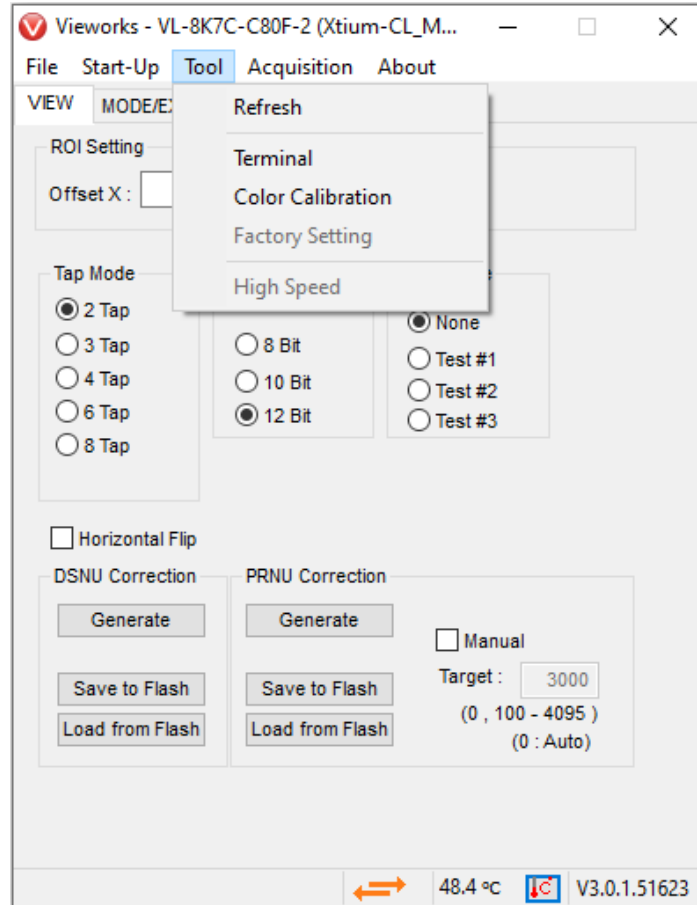 Vieworks - VL-8K7C-C80F-2 (Xtium-CL_M...
File Start-Up Tool Acquisition About
VIEW MODE/E
Refresh
ROI Setting
Terminal
Offset X :
Color Calibration
Factory Setting
Tap Mode
High Speed
2 Tap
None
3 Tap 8 Bit Test #1
4 Tap 10 Bit Test #2
6 Tap 12 Bit Test #3
8 Tap
Horizontal Flip
DSNU Correction PRNU Correction
Generate Generate
Manual
Save to Flash Save to Flash Target : 3000
Load from Flash Load from Flash (0 , 100 - 4095 )
(0 : Auto)
48.4 ºC C V3.0.1.51623